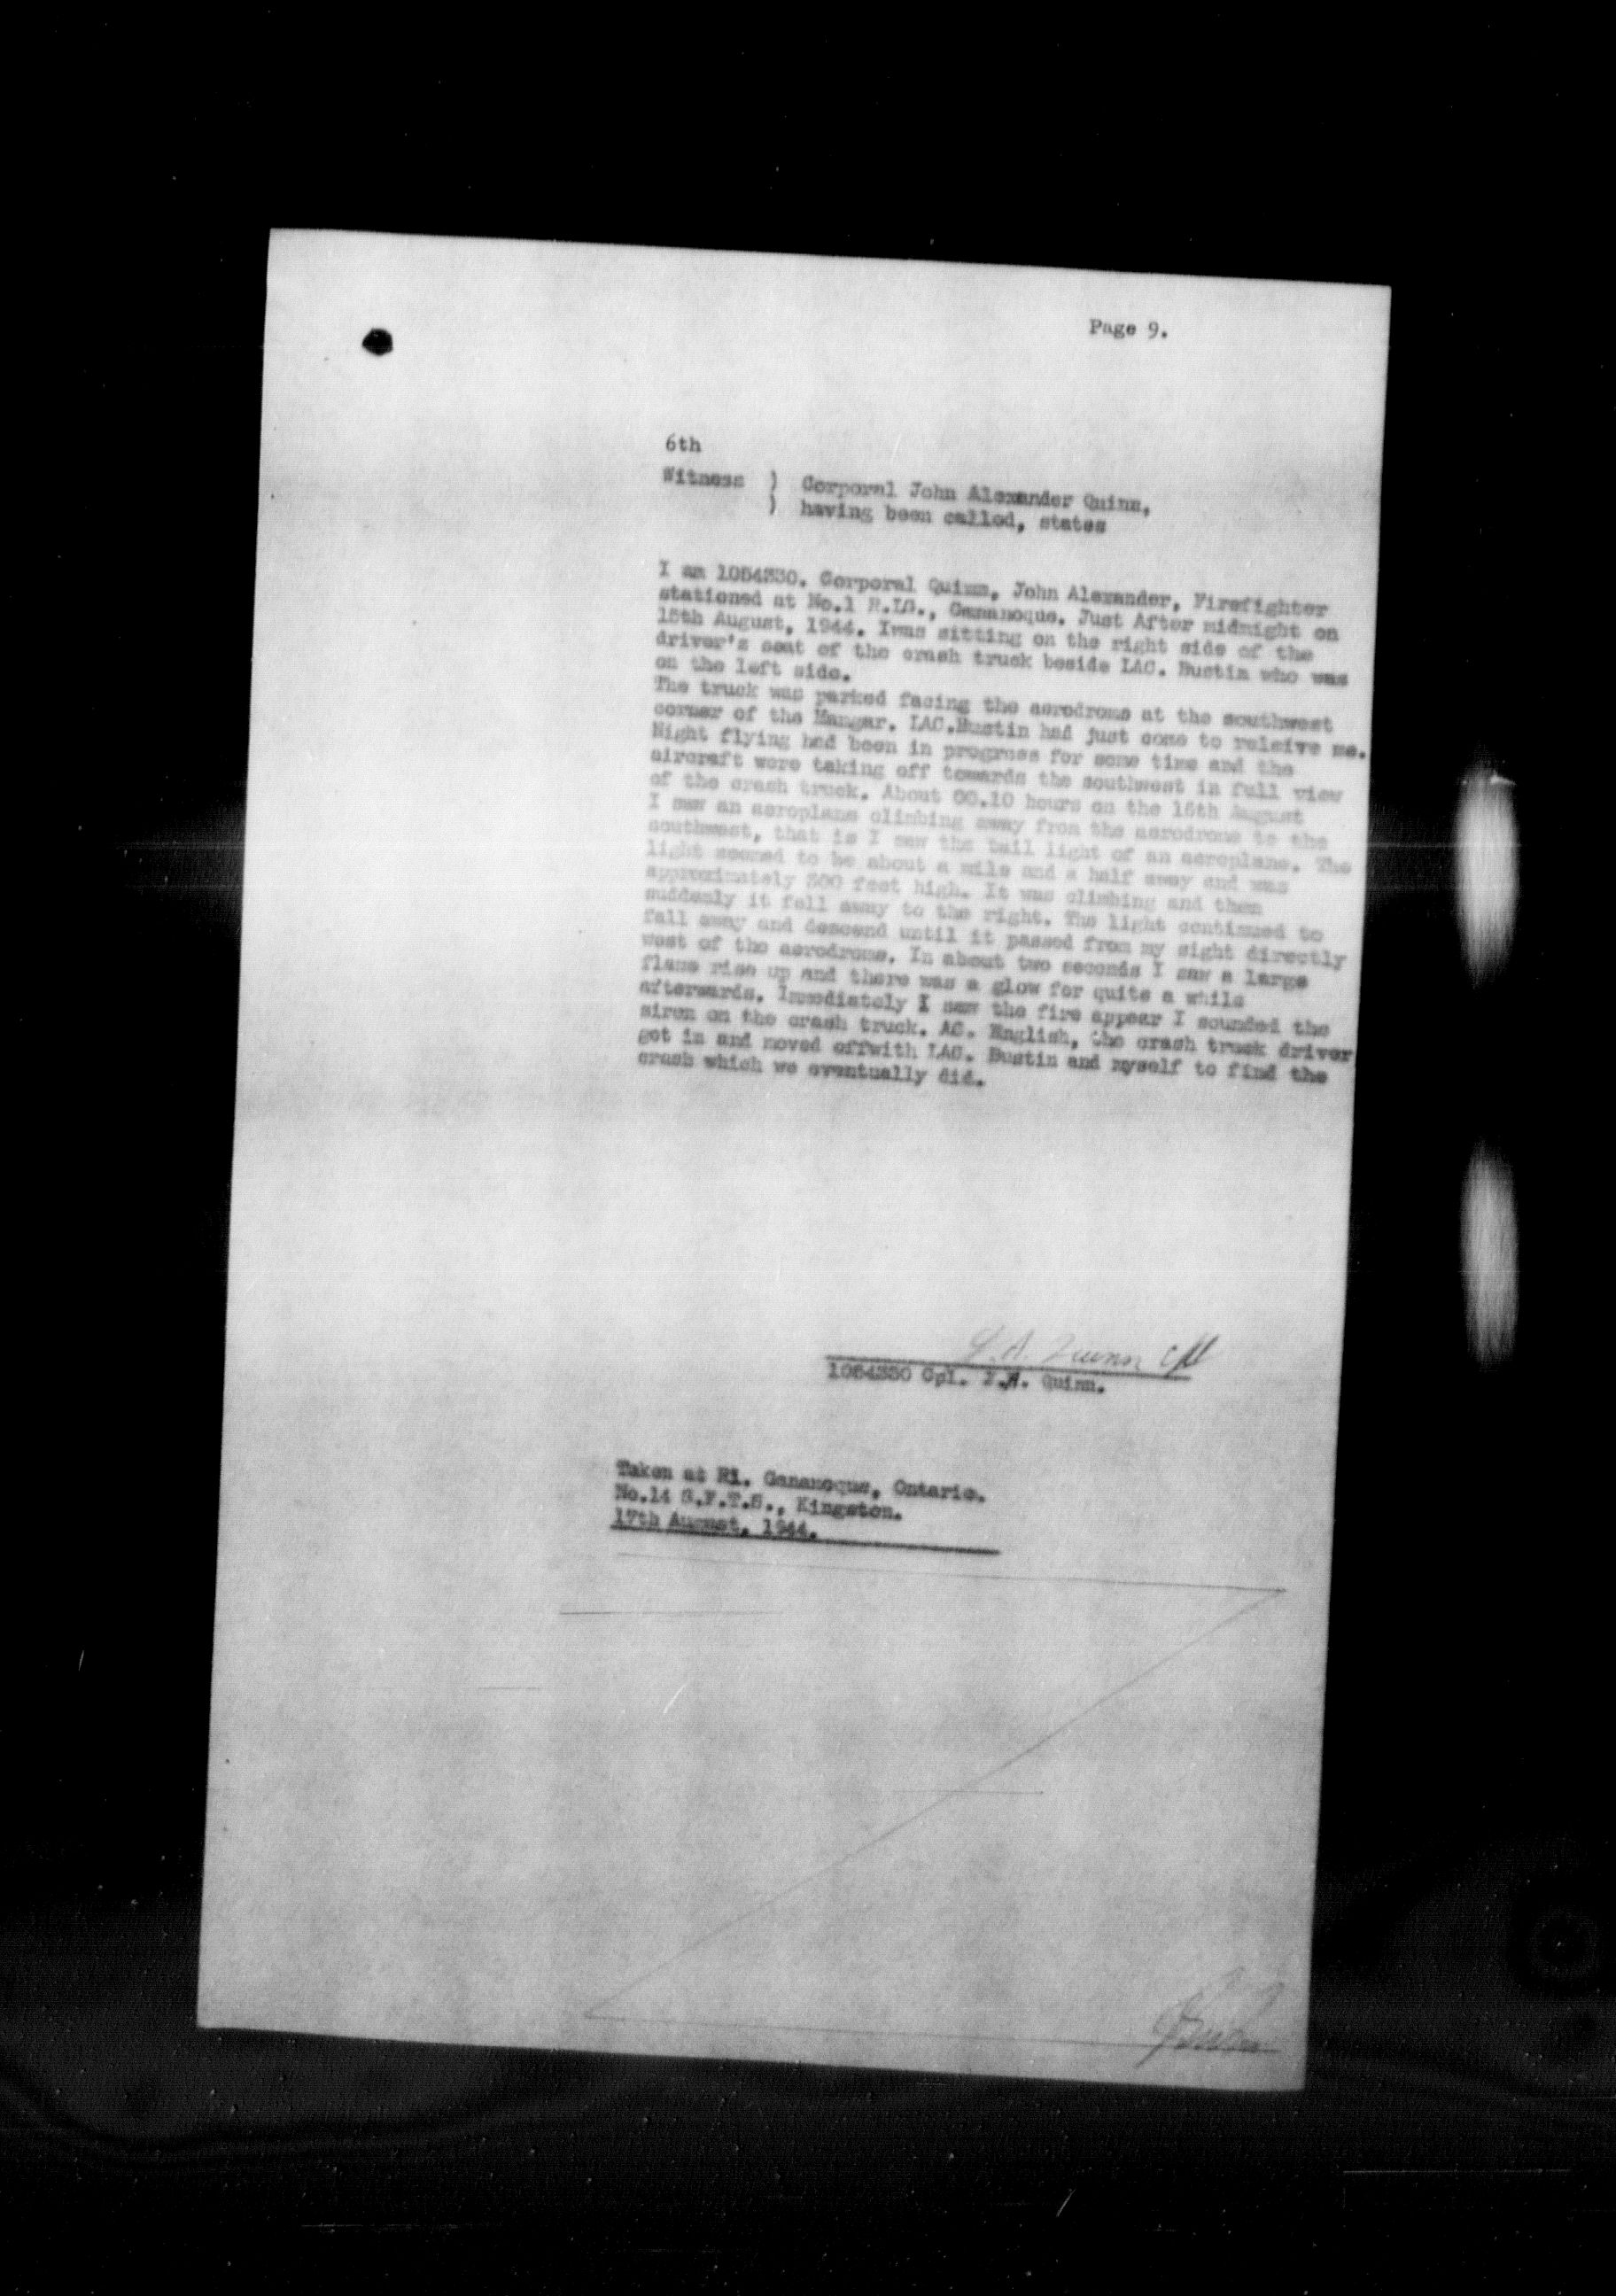 Page 9.
6th
Witness ) Corporal John Alexander Quinn,
) having been called, states
I am 1054330. Corporal Quinn, John Alexander, Firefighter
stationed at No.1 R.LG., Gananoque. Just After midnight on
15th August, 1944. Iwas sitting on the right side of the
driver's seat of the crash truck beside LAC. Bustin who was
on the left side.
The truck was parked facing the aerodrome at the southwest
corner of the Hangar. LAC.Bustin had just come to releive me.
Night flying had been in progress for some time and the
aircraft were taking off towards the southwest in full view
of the crash truck. About 00.10 hours on the 16th August
I saw an aeroplane climbing away from the aerodrome to the
southwest, that is I saw the tail light of an aeroplane. The
light seemed to be about a mile and a half away and was
approximately feet high. It was climbing and then
suddenly it fell away to the right. The light continued to
fall away and descend until it passed from my sight directly
west of the aerodrome. In about two seconds I saw a large
flame rise up and there was a glow for quite a while
afterwards. Immediately I saw the fire appear I sounded the
siren on the crash truck. AC. English, the crash truck driver
got in and moved offwith LAC. Bustin and myself to find the
crash which we eventually did.
J. A. Quinn Cpl
1054330 Cpl. Quinn.
Taken at R1. Gananoque, Ontario.
No.14 S.F.T.S., Kingston.
17th August, 1944.